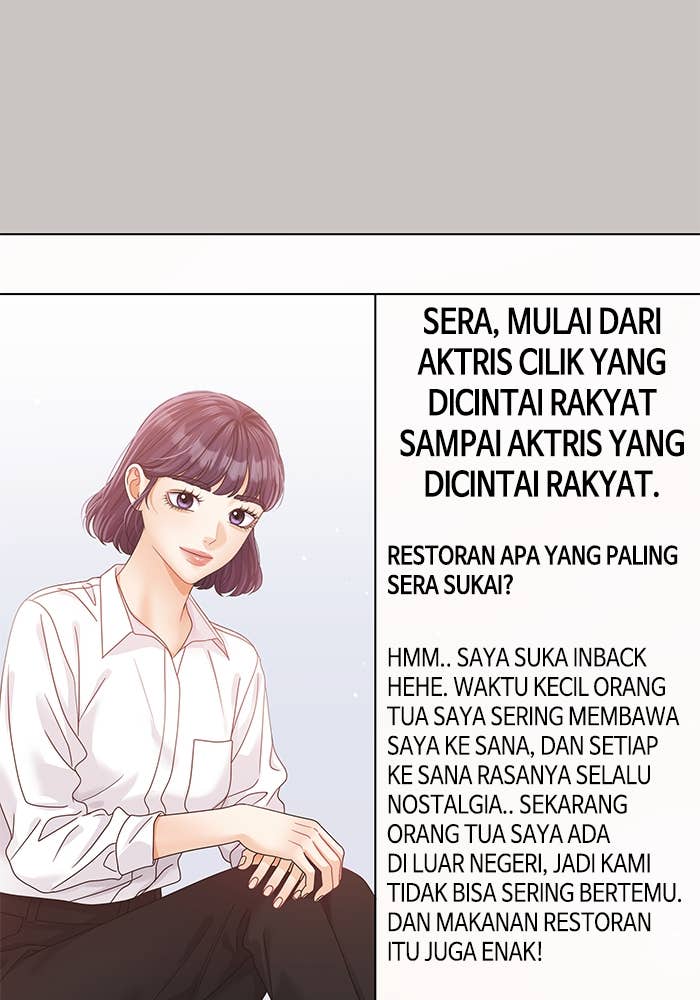 SERA, MULAI DARI
AKTRIS CILIK YANG
DICINTAI RAKYAT
SAMPAI AKTRIS YANG
DICINTAI RAKYAT.
RESTORAN APA YANG PALING
SERA SUKAI?
HMM.. SAYA SUKA INBACK
HEHE. WAKTU KECIL ORANG
TUA SAYA SERING MEMBAWA
SAYA KE SANA, DAN SETIAP
KE SANA RASANYA SELALU
NOSTALGIA.. SEKARANG
ORANG TUA SAYA ADA
DI LUAR NEGERI, JADI KAMI
TIDAK BISA SERING BERTEMU.
DAN MAKANAN RESTORAN
ITU JUGA ENAK!